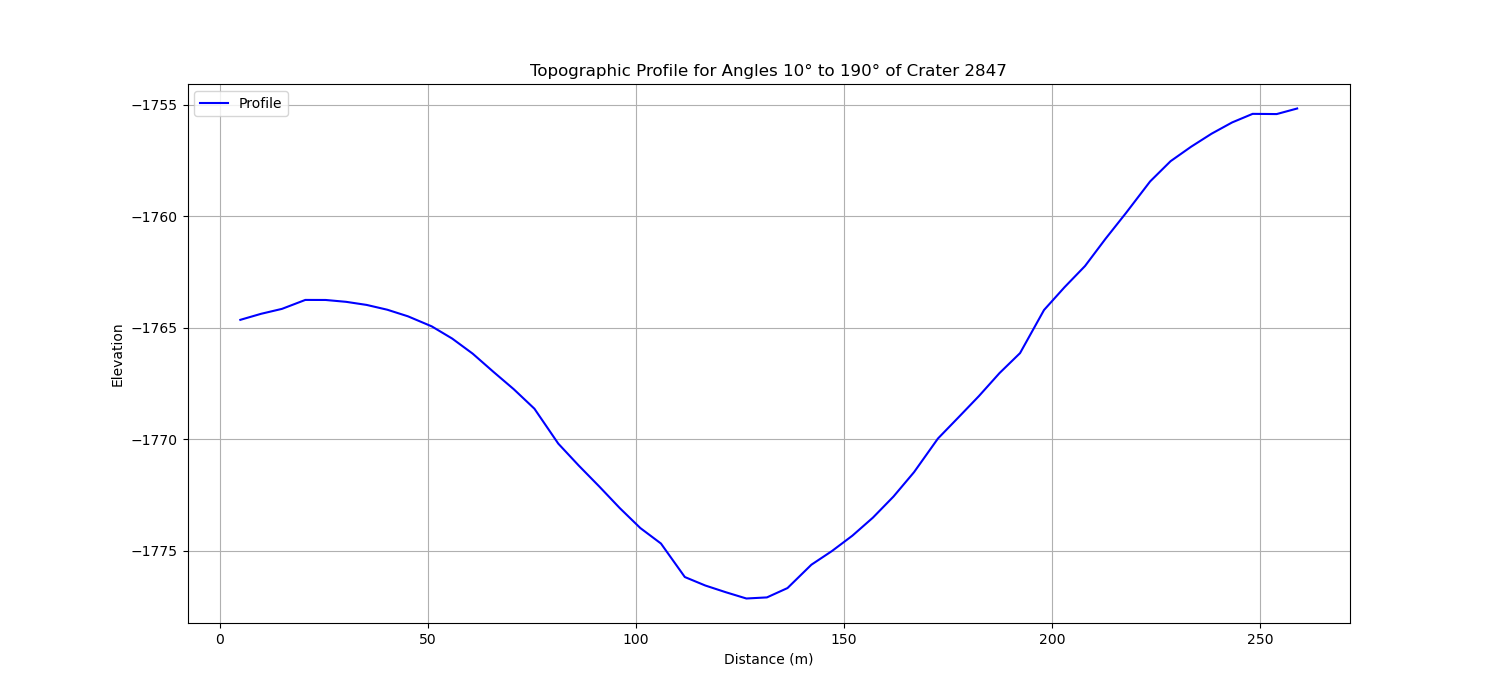 Topographic Profile for Angles 10° to 190° of Crater 2847
Profile
−1755
−1760
−1765
−1770
−1775
Elevation
0
50
100
150
200
250
Distance (m)